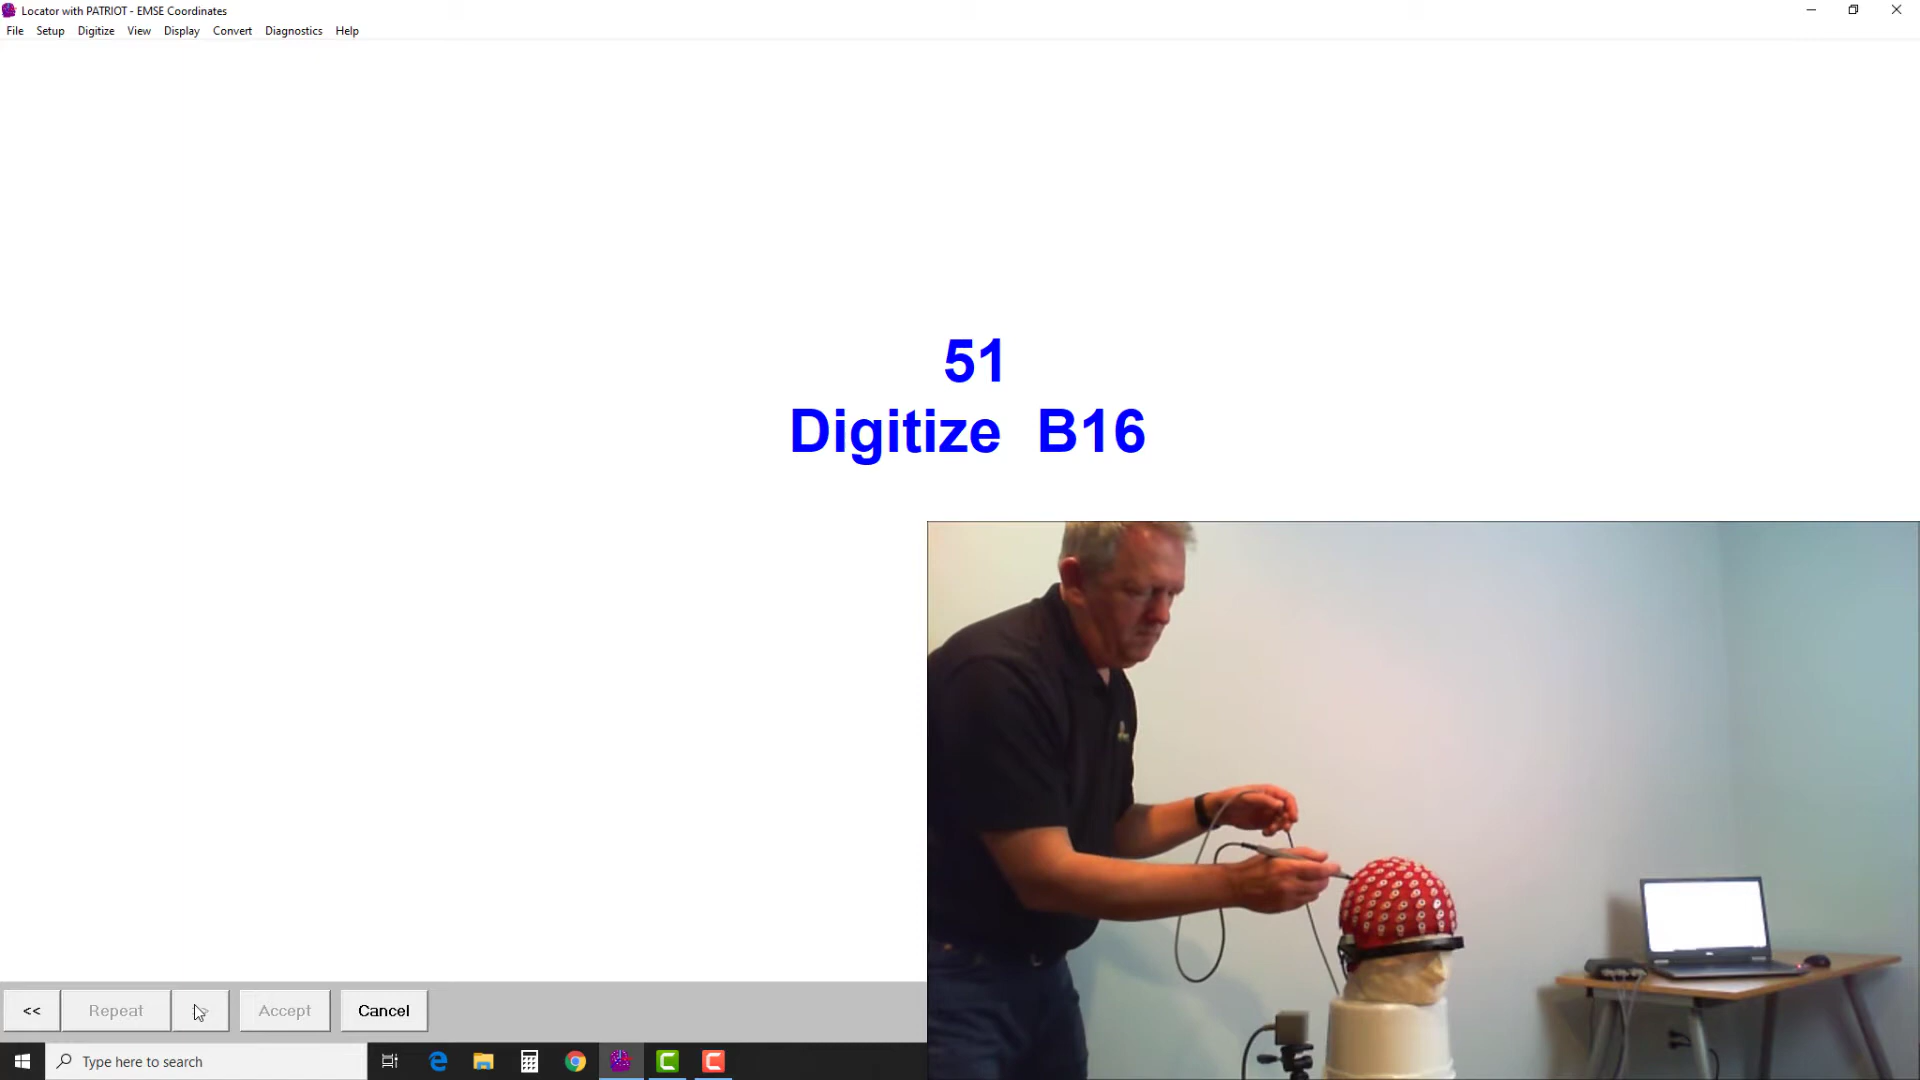 Locator with PATRIOT - EMSE Coordinates
File Setup Digitize View Display Convert Diagnostics Help
51
Digitize B16
<< Repeat >> Accept Cancel
Type here to search